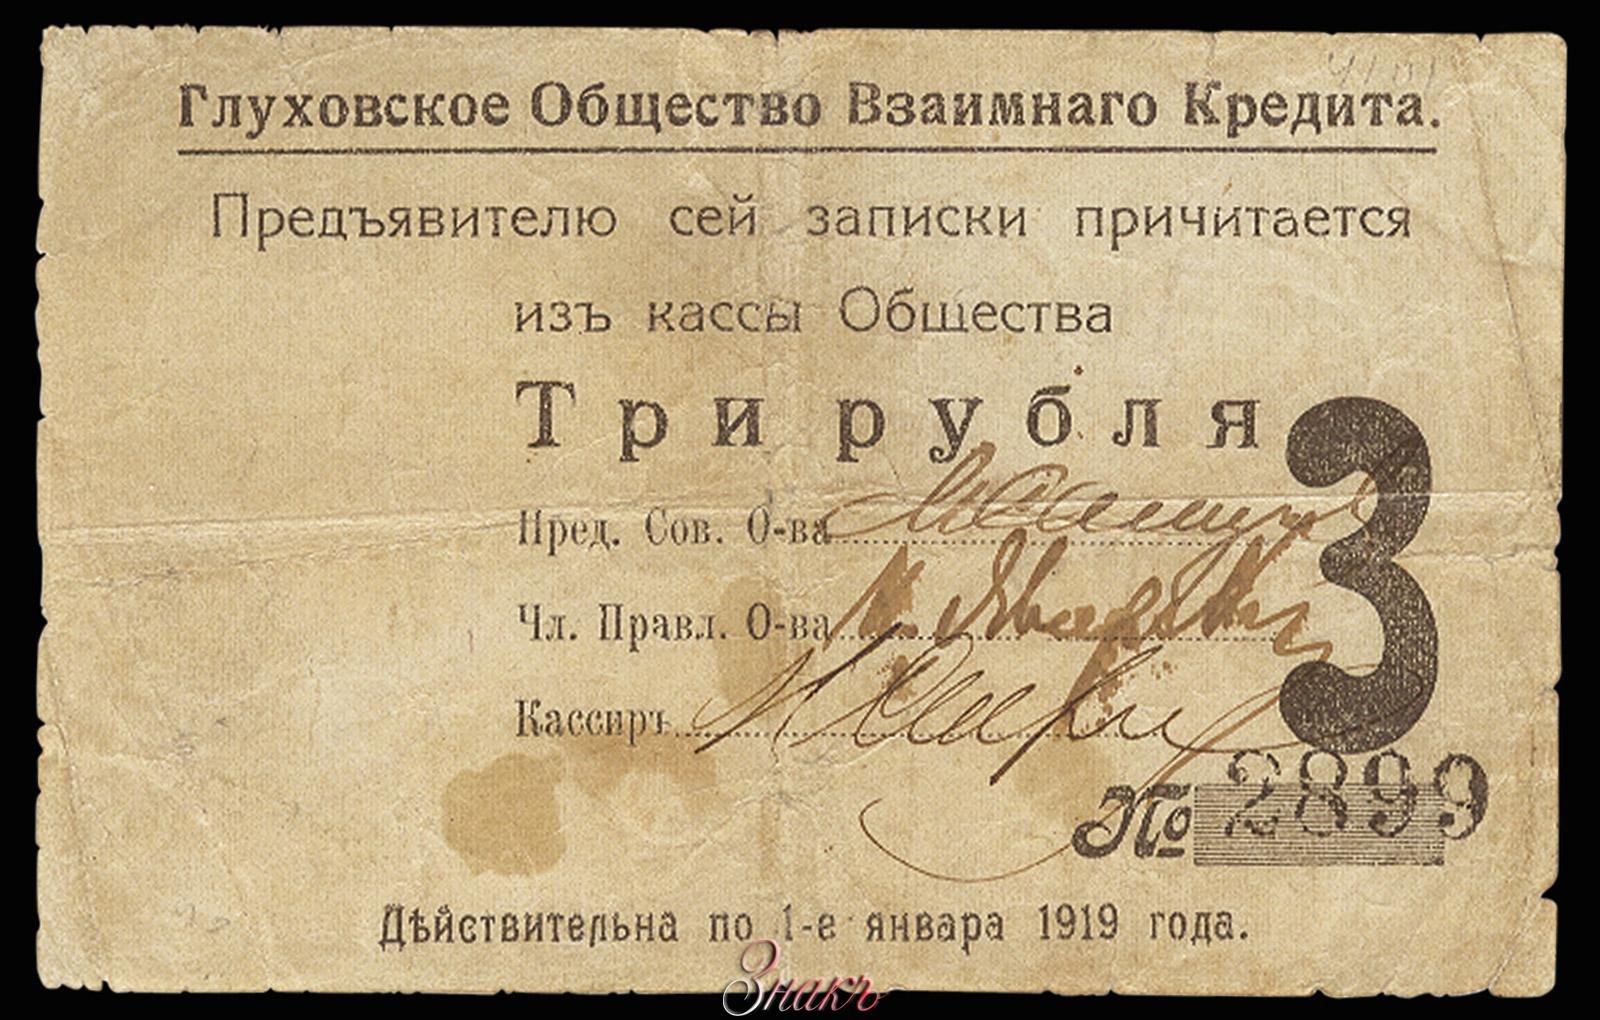 Глуховское Общество Взаимнаго Кредита.
Предъявителю сей записки причитается
изъ кассы Общества
Три рубля
3
Пред. Сов. О-ва
Чл. Правл. О-ва
Кассиръ
№ 2899
Дѣйствительна по 1-е января 1919 года.
Знакъ